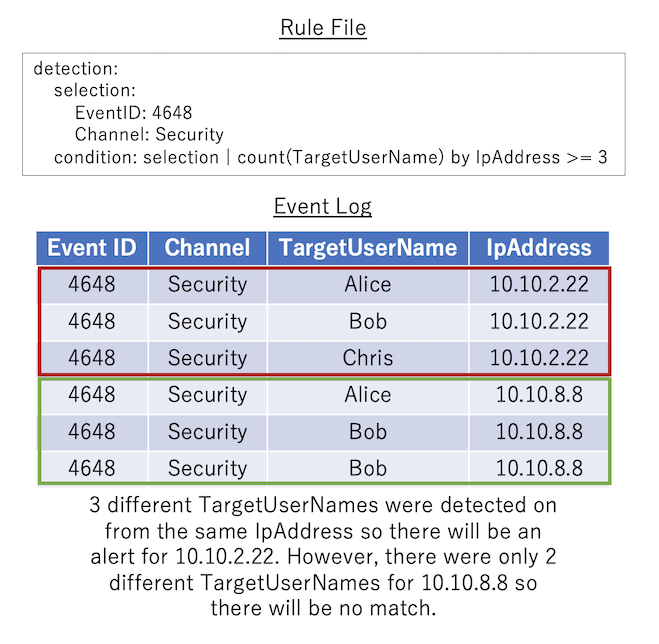 Rule File
detection:
selection:
EventID: 4648
Channel: Security
condition: selection | count(TargetUserName) by IpAddress >= 3
Event Log
Event ID Channel TargetUserName IpAddress
4648 Security Alice 10.10.2.22
4648 Security Bob 10.10.2.22
4648 Security Chris 10.10.2.22
4648 Security Alice 10.10.8.8
4648 Security Bob 10.10.8.8
4648 Security Bob 10.10.8.8
3 different TargetUserNames were detected on
from the same IpAddress so there will be an
alert for 10.10.2.22. However, there were only 2
different TargetUserNames for 10.10.8.8 so
there will be no match.